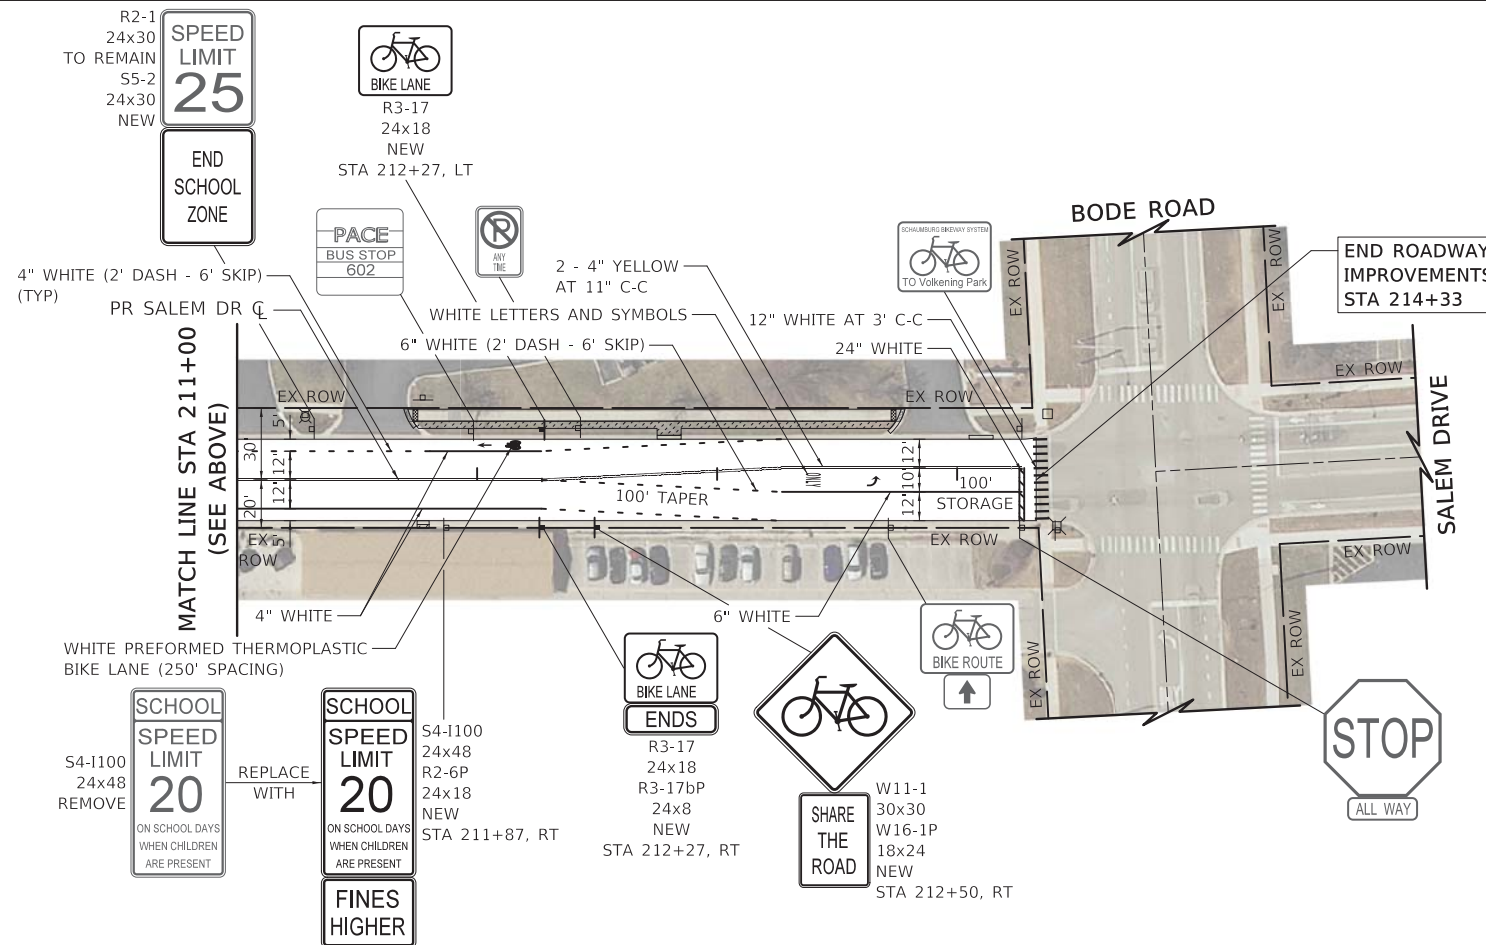 R2-1
24x30
TO REMAIN
S5-2
24x30
NEW
SPEED
LIMIT
25
END
SCHOOL
ZONE
BIKE LANE
R3-17
24x18
NEW
STA 212+27, LT
PACE
BUS STOP
602
P
ANY
TIME
4" WHITE (2' DASH - 6' SKIP)
(TYP)
PR SALEM DR CL
2 - 4" YELLOW
AT 11" C-C
WHITE LETTERS AND SYMBOLS
6" WHITE (2' DASH - 6' SKIP)
SCHAUMBURG BIKEWAY SYSTEM
TO Volkening Park
12" WHITE AT 3' C-C
24" WHITE
BODE ROAD
END ROADWAY
IMPROVEMENTS
STA 214+33
EX ROW
EX ROW
MATCH LINE STA 211+00
(SEE ABOVE)
EX ROW
EX ROW
EX ROW
SALEM DRIVE
5'
30'
12'
12'
20'
5'
12'
10'
12'
ONLY
100' TAPER
100'
STORAGE
EX
ROW
EX ROW
EX ROW
EX ROW
EX ROW
4" WHITE
6" WHITE
WHITE PREFORMED THERMOPLASTIC
BIKE LANE (250' SPACING)
BIKE LANE
ENDS
R3-17
24x18
R3-17bP
24x8
NEW
STA 212+27, RT
BIKE ROUTE
STOP
ALL WAY
S4-I100
24x48
REMOVE
SCHOOL
SPEED
LIMIT
20
ON SCHOOL DAYS
WHEN CHILDREN
ARE PRESENT
REPLACE
WITH
SCHOOL
SPEED
LIMIT
20
ON SCHOOL DAYS
WHEN CHILDREN
ARE PRESENT
FINES
HIGHER
S4-I100
24x48
R2-6P
24x18
NEW
STA 211+87, RT
SHARE
THE
ROAD
W11-1
30x30
W16-1P
18x24
NEW
STA 212+50, RT